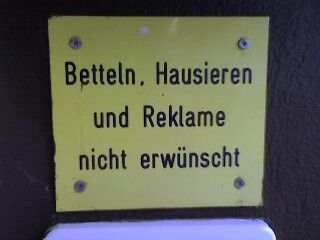 Betteln, Hausieren
und Reklame
nicht erwünscht